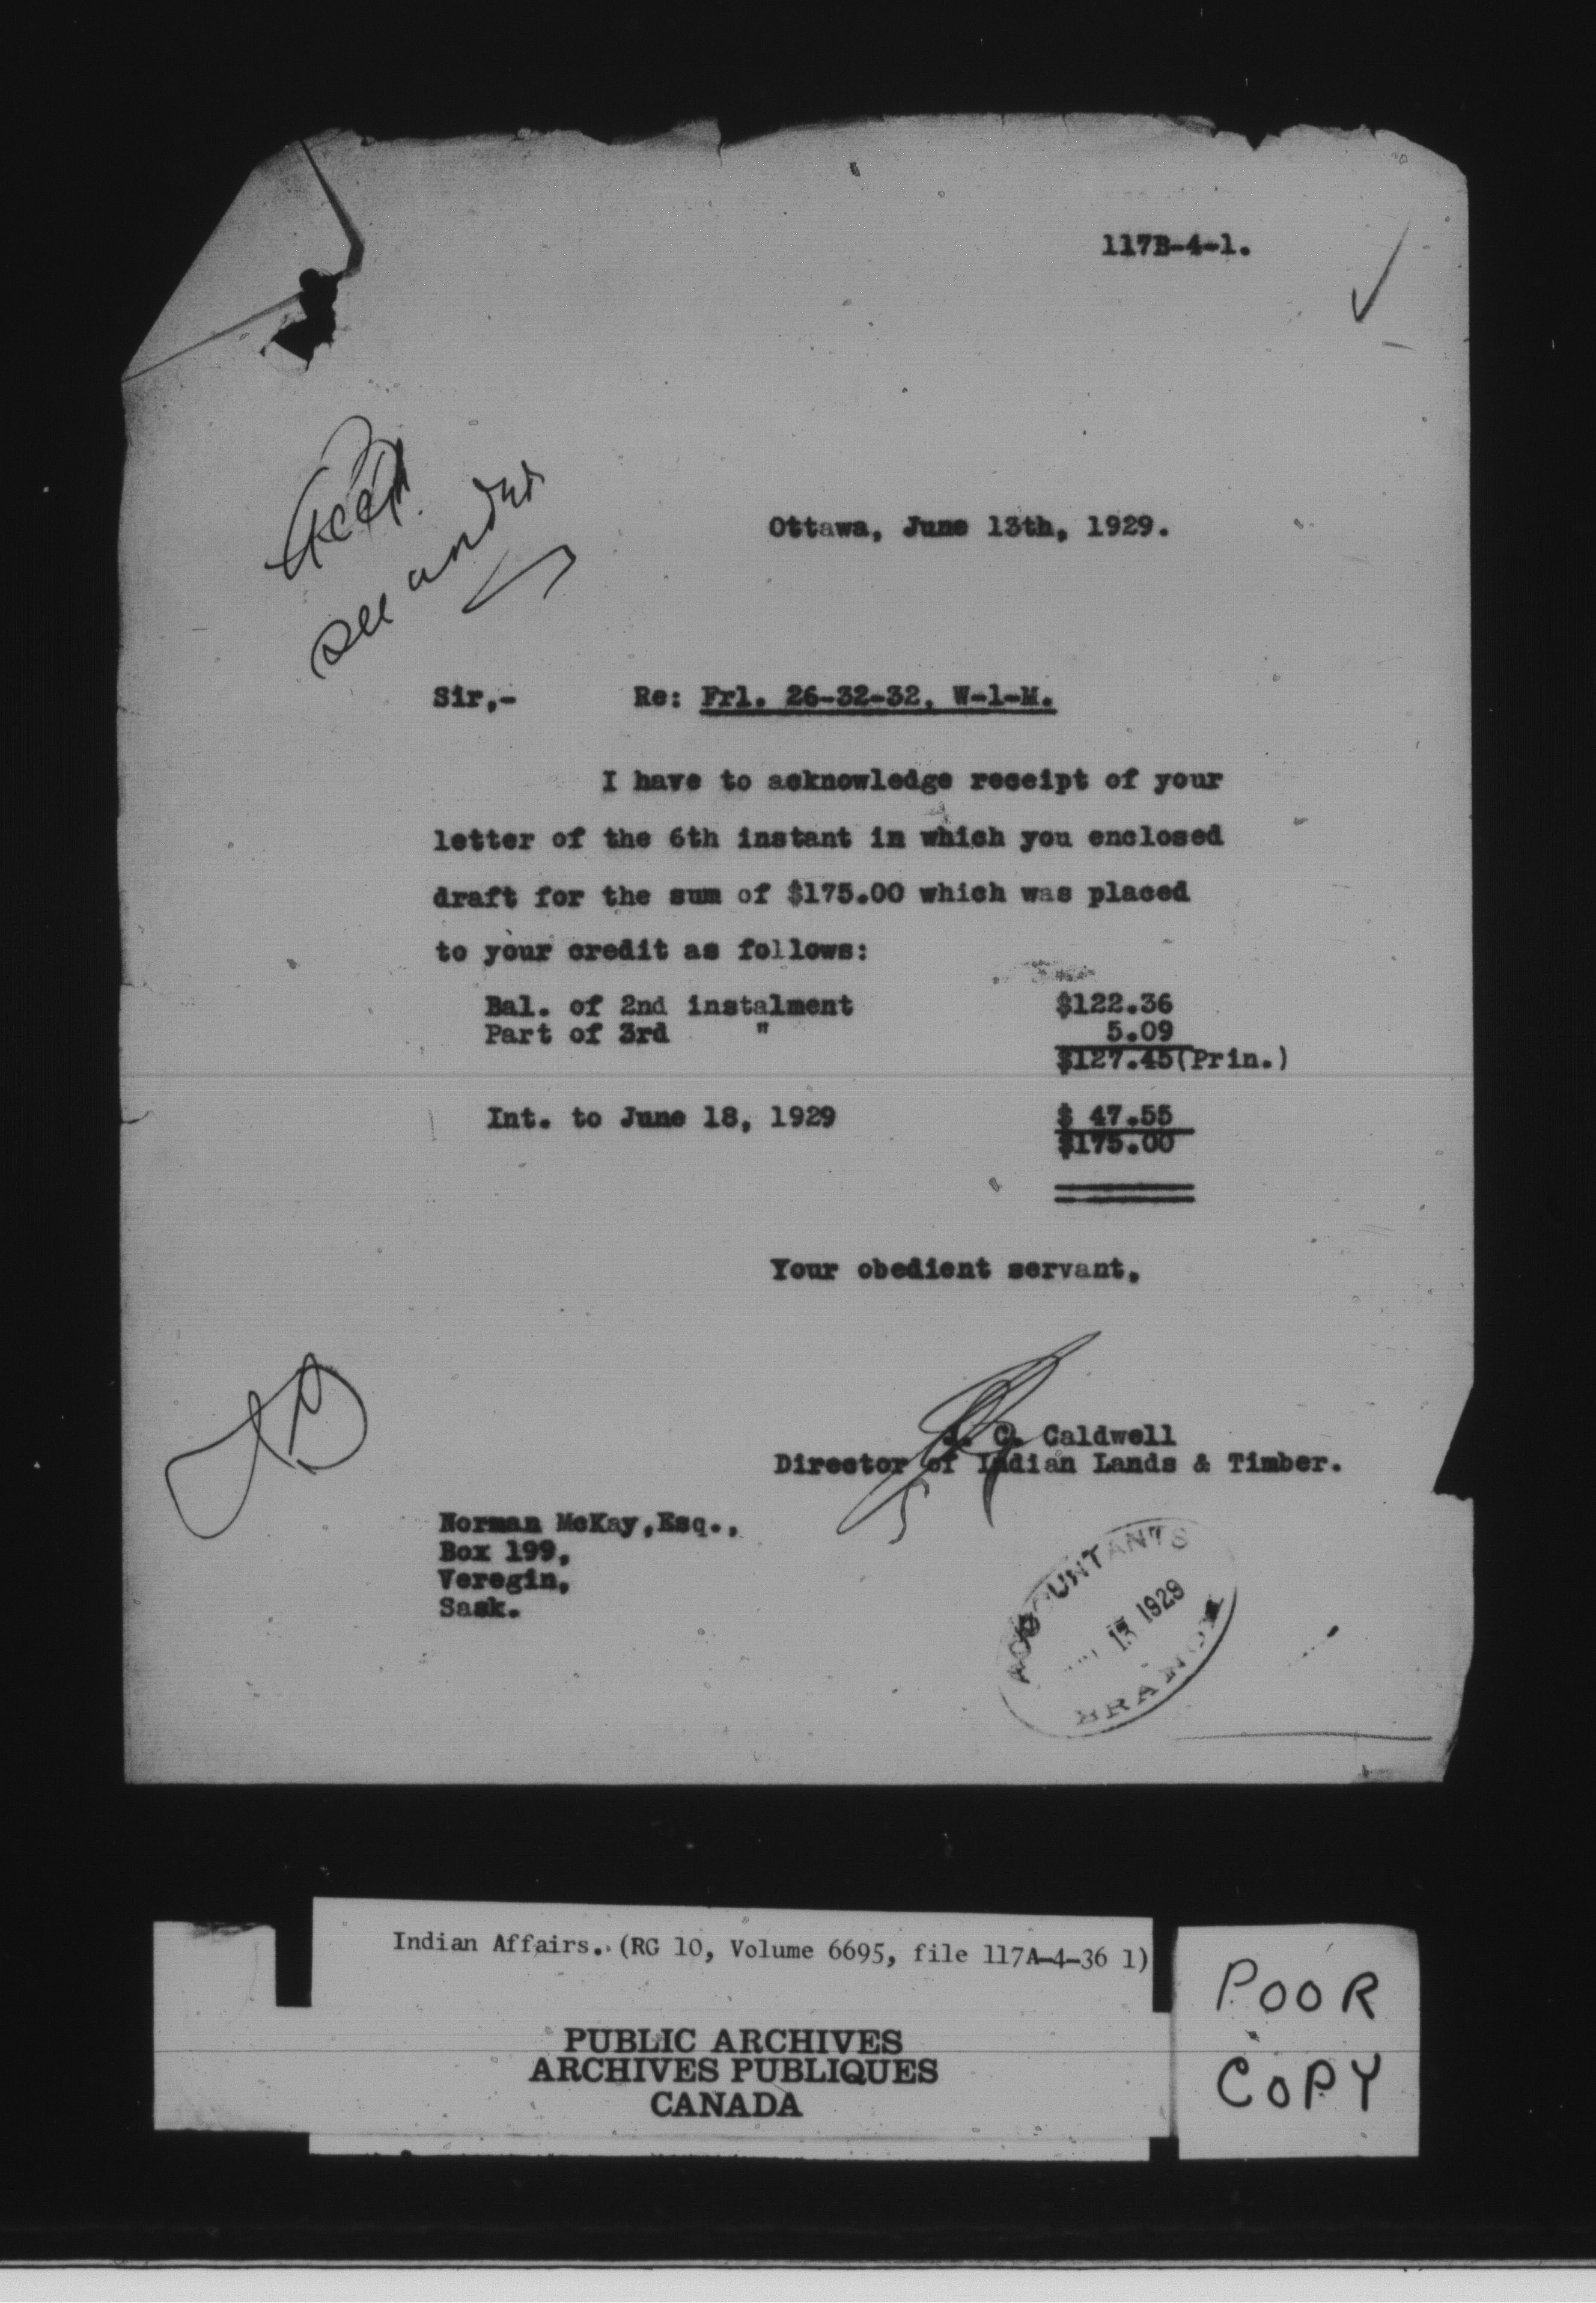 117B-4-1.
Ottawa, June 13th, 1929.
see under
Sir,- Re: Frl. 26-32-32, W-1-M.
I have to acknowledge receipt of your
letter of the 6th instant in which you enclosed
draft for the sum of $175.00 which was placed
to your credit as follows:
Bal. of 2nd instalment $122.36
Part of 3rd " 5.09
$127.45(Prin.)
Int. to June 18, 1929 $ 47.55
$175.00
Your obedient servant,
J. C. Caldwell
Director of Indian Lands & Timber.
Norman McKay,Esq.,
Box 199,
Veregin,
Sask.
ACCOUNTANTS
13 1929
BRANCH
Indian Affairs. (RG 10, Volume 6695, file 117A-4-36 1)
PUBLIC ARCHIVES
ARCHIVES PUBLIQUES
CANADA
POOR
COPY